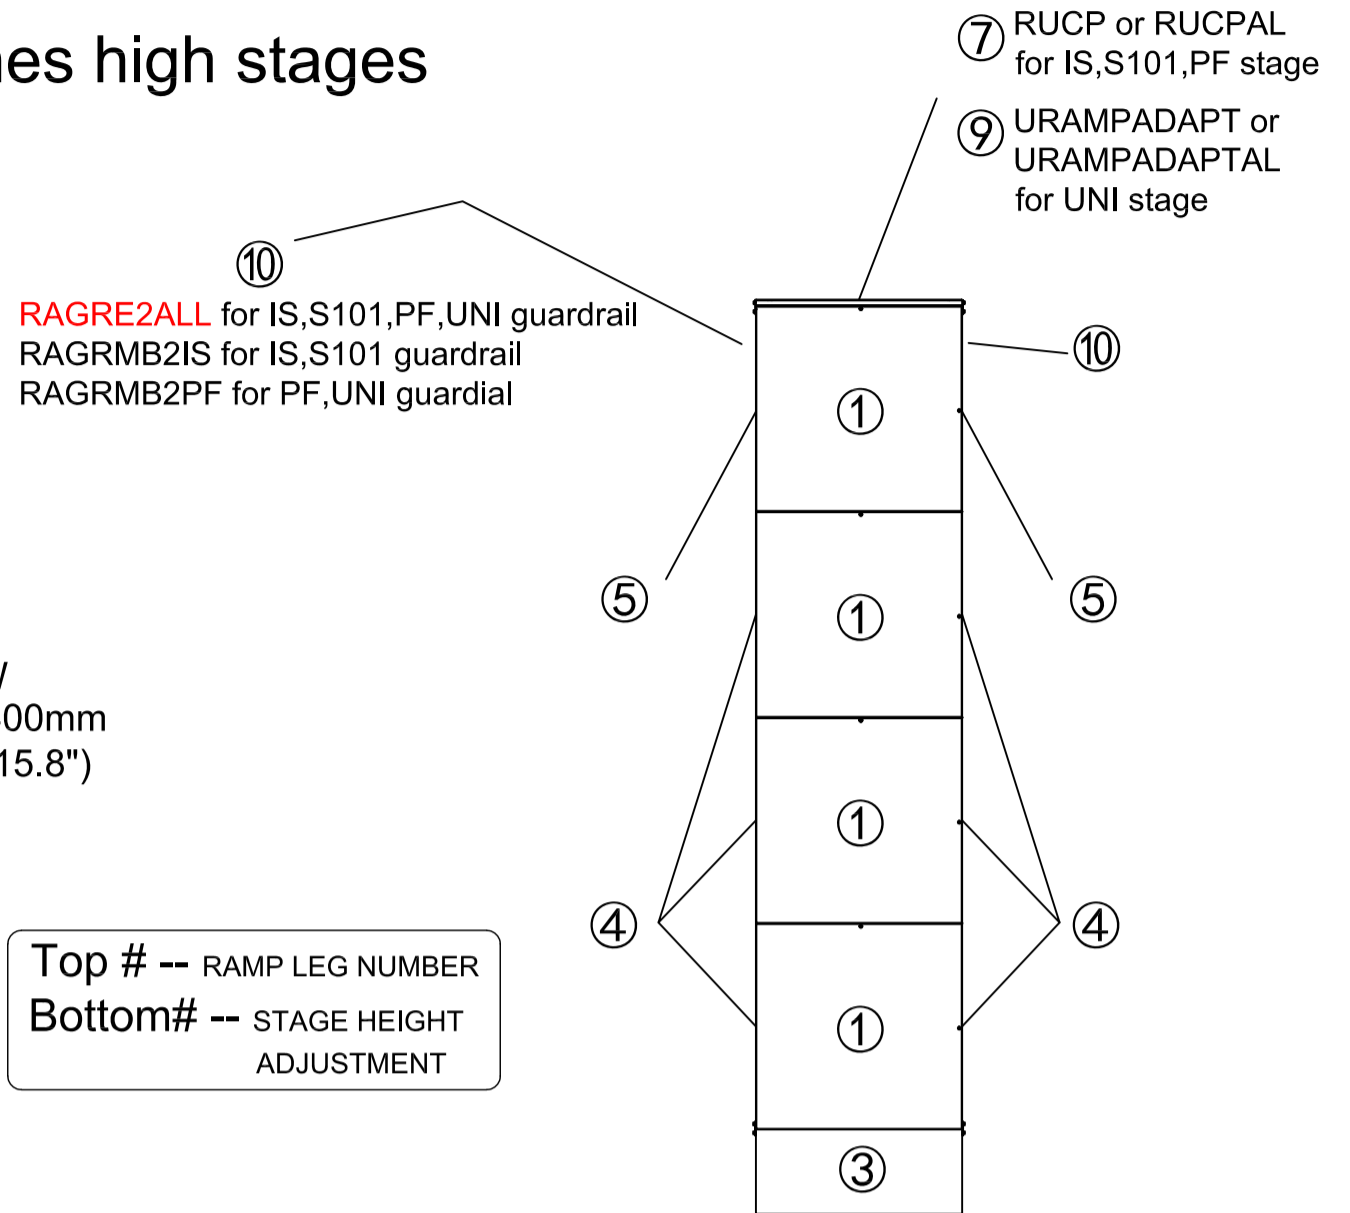 nes high stages
⑦ RUCP or RUCPAL
for IS,S101,PF stage
⑨ URAMPADAPT or
URAMPADAPTAL
for UNI stage
⑩
RAGRE2ALL for IS,S101,PF,UNI guardrail
RAGRMB2IS for IS,S101 guardrail
RAGRMB2PF for PF,UNI guardial
⑩
①
⑤
⑤
①
00mm
15.8")
①
④
④
Top # -- RAMP LEG NUMBER
Bottom# -- STAGE HEIGHT
ADJUSTMENT
①
③